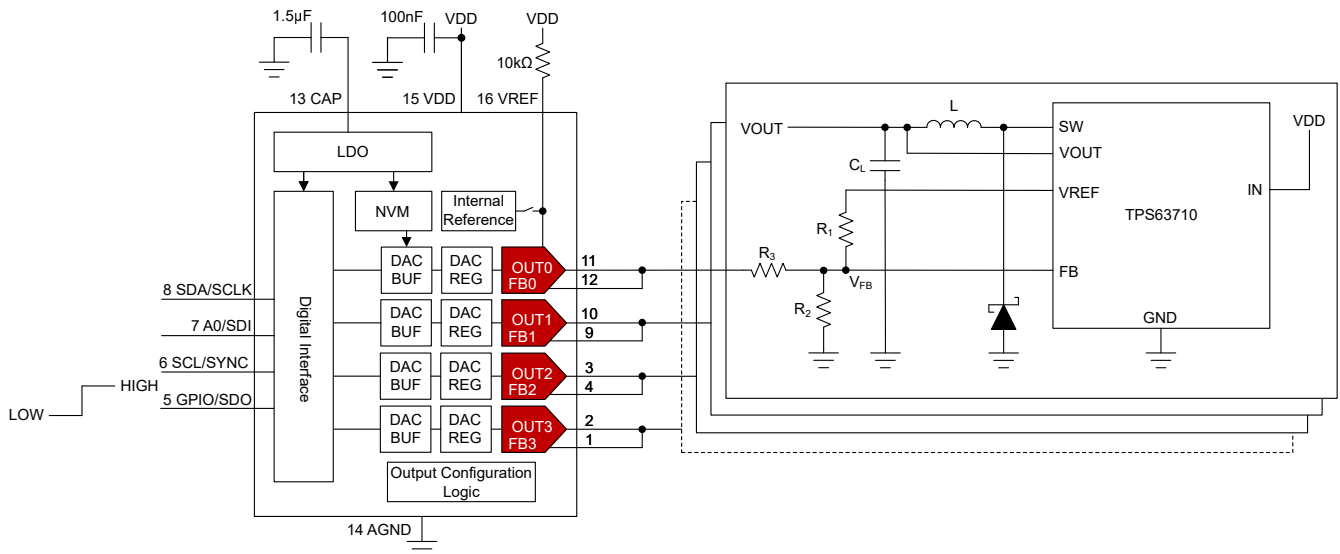 1.5µF
100nF
VDD
VDD
10kΩ
13 CAP
15 VDD
16 VREF
LDO
NVM
Internal
Reference
Digital Interface
DAC
BUF
DAC
REG
OUT0
FB0
11
12
DAC
BUF
DAC
REG
OUT1
FB1
10
9
DAC
BUF
DAC
REG
OUT2
FB2
3
4
DAC
BUF
DAC
REG
OUT3
FB3
2
1
Output Configuration
Logic
8 SDA/SCLK
7 A0/SDI
6 SCL/SYNC
5 GPIO/SDO
LOW
HIGH
14 AGND
VOUT
L
CL
R1
R3
R2
VFB
SW
VOUT
VREF
FB
IN
TPS63710
GND
VDD